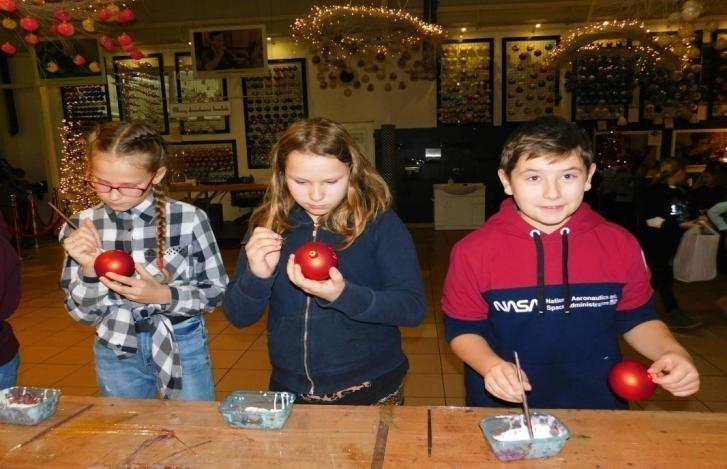 NASA
National Aeronautics and
Space Administration